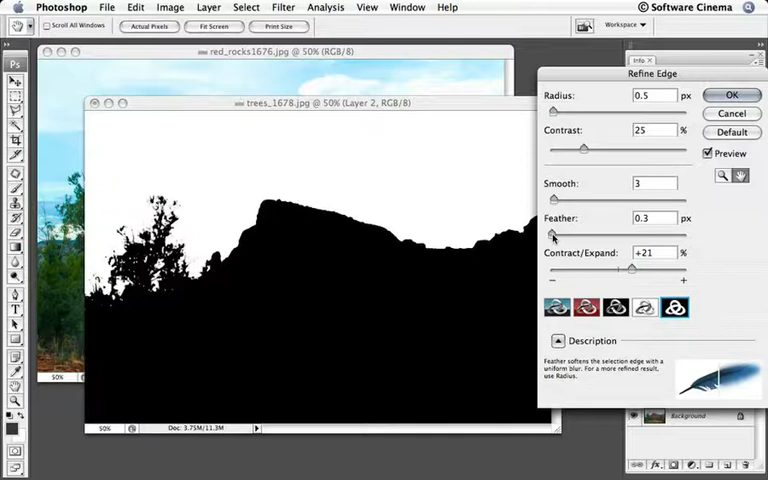 Photoshop File Edit Image Layer Select Filter Analysis View Window Help © Software Cinema
Scroll All Windows Actual Pixels Fit Screen Print Size Workspace
red_rocks1676.jpg @ 50% (RGB/8)
Info
Ps
Refine Edge
trees_1678.jpg @ 50% (Layer 2, RGB/8)
Radius: 0.5 px OK
Cancel
Contrast: 25 % Default
Preview
Smooth: 3
Feather: 0.3 px
Contract/Expand: +21 %
− +
Description
Feather softens the selection edge with a
uniform blur. For a more refined result,
use Radius.
50%
Background
50% Doc: 3.75M/11.3M